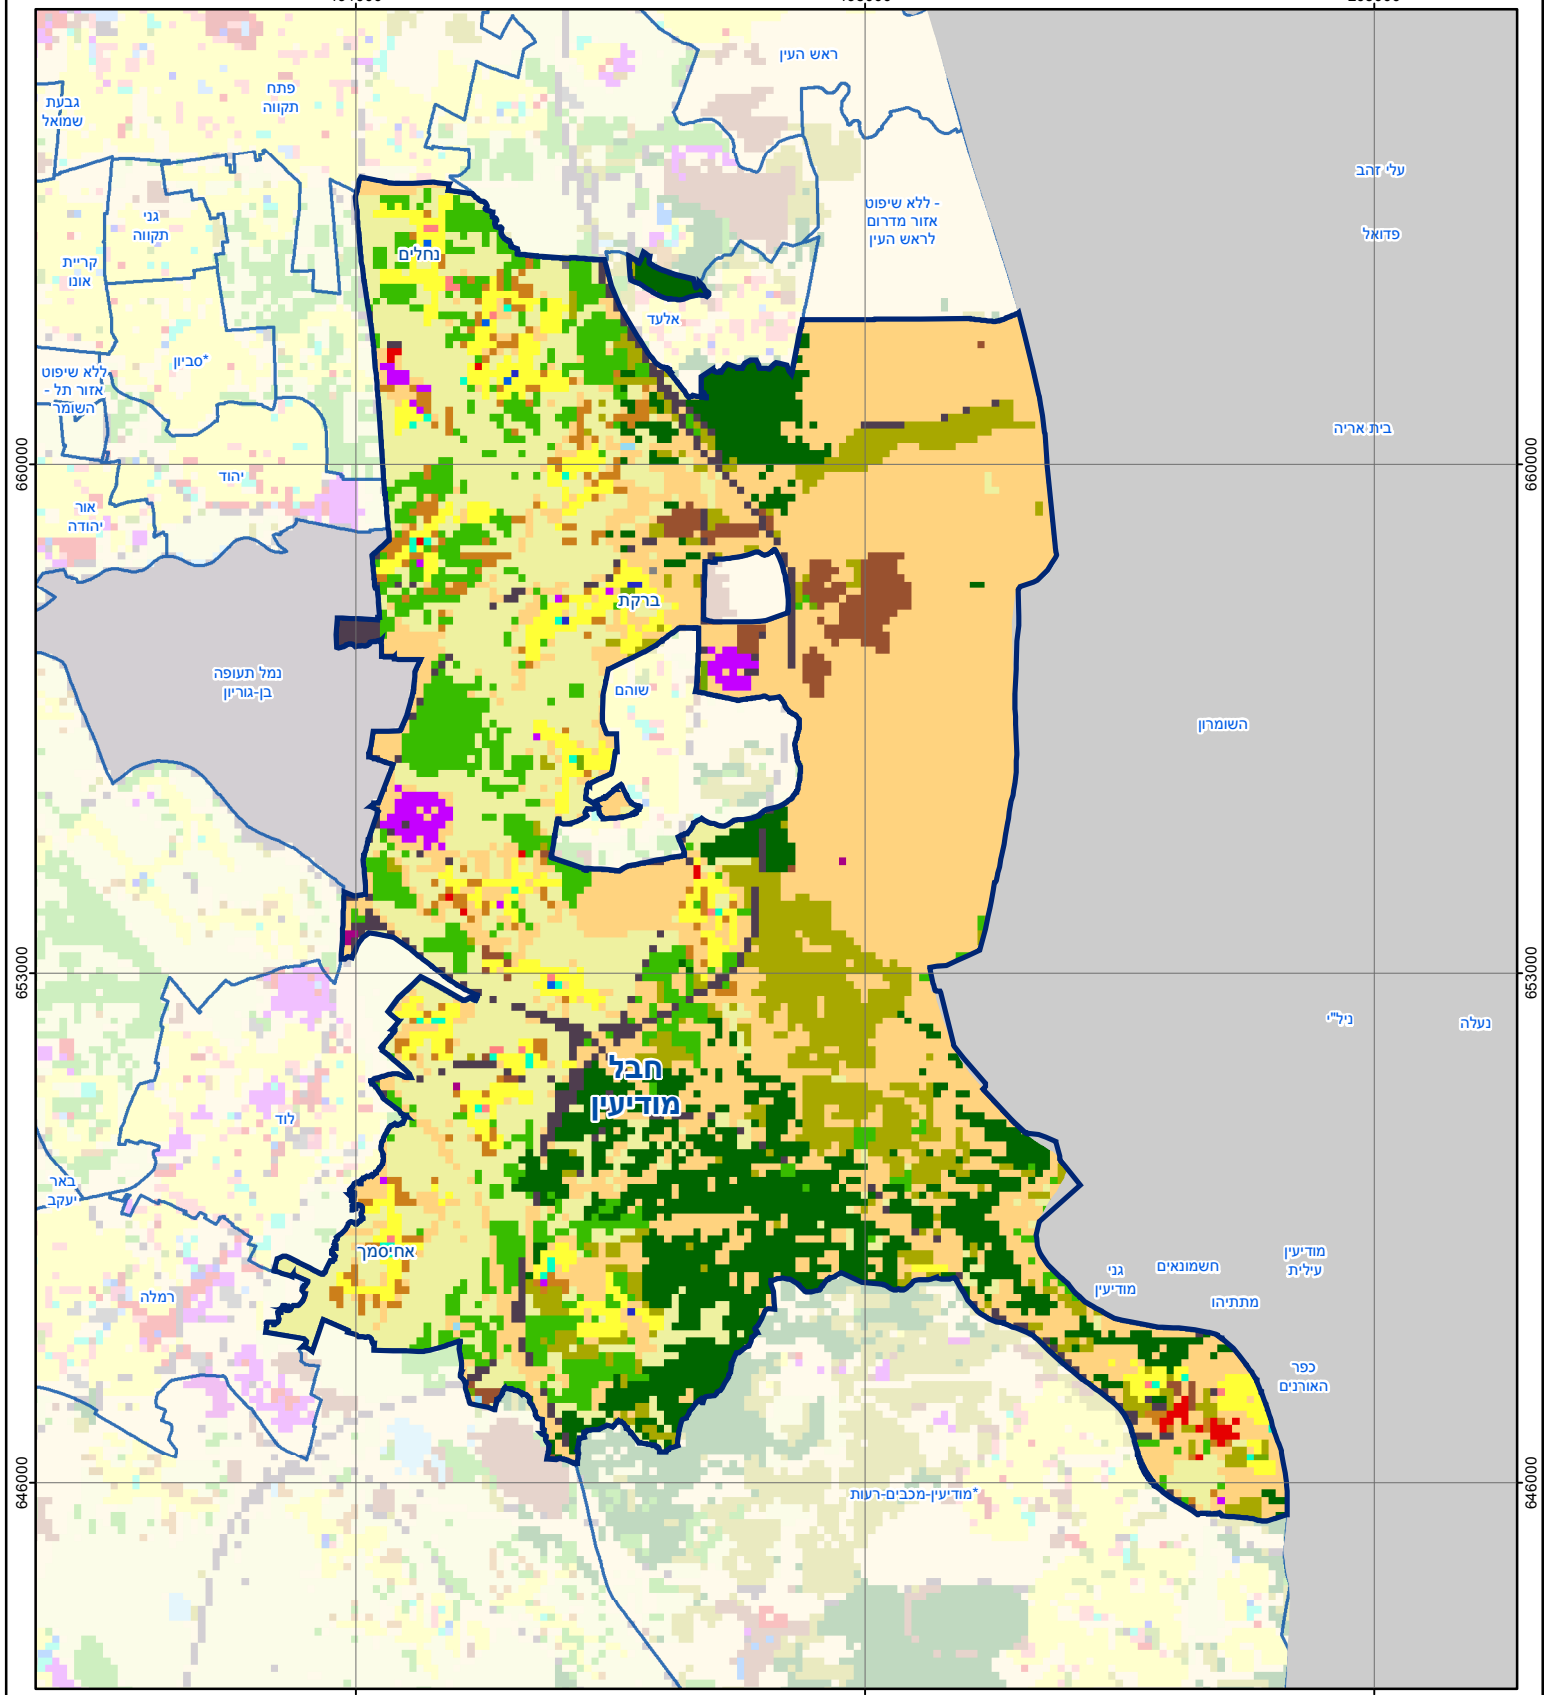 ראש העין
פתח
תקווה
גבעת
שמואל
עלי זהב
- ללא שיפוט
אזור מדרום
לראש העין
פדואל
גני
תקווה
נחלים
קריית
אונו
אלעד
*סביון
ללא שיפוט
אזור תל -
השומר
בית אריה
660000
660000
יהוד
אור
יהודה
ברקת
נמל תעופה
בן-גוריון
שוהם
השומרון
653000
653000
ניל"י
נעלה
חבל
מודיעין
לוד
באר
יעקב
אחיסמך
מודיעין
עילית
חשמונאים
גני
מודיעין
מתתיהו
רמלה
כפר
האורנים
646000
646000
*מודיעין-מכבים-רעות